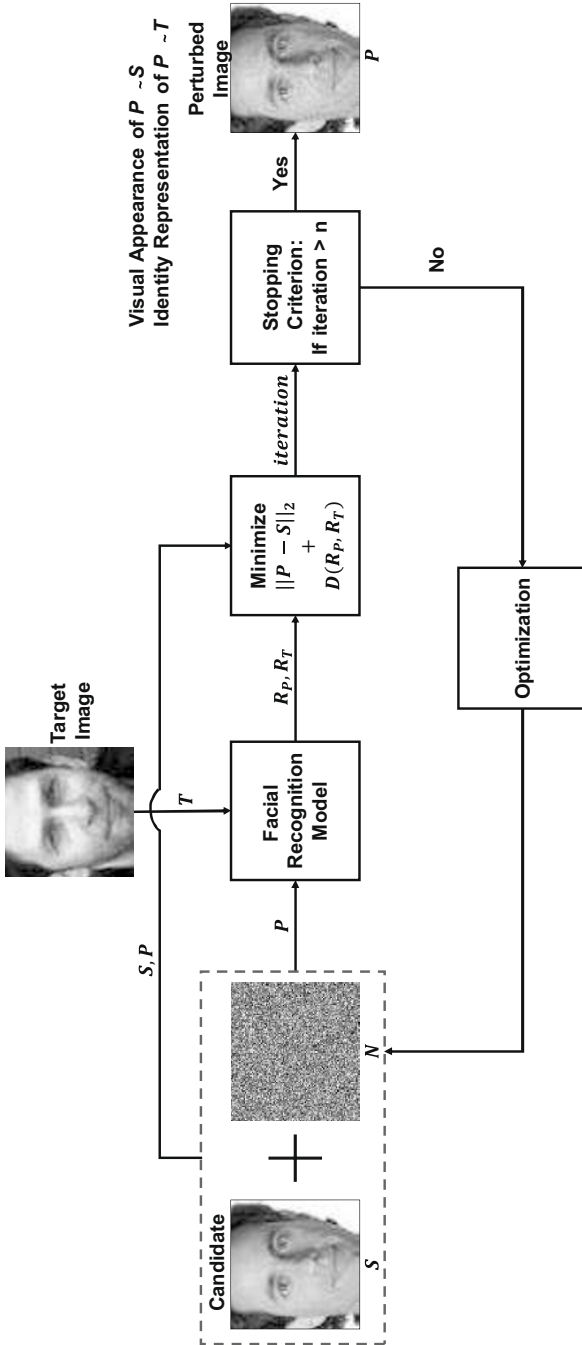 Candidate
S
N
S, P
P
Target
Image
T
Facial
Recognition
Model
R_P, R_T
Minimize
||P − S||_2
+
D(R_P, R_T)
iteration
Stopping
Criterion:
If iteration > n
Yes
No
Optimization
Visual Appearance of P ~S
Identity Representation of P ~T
Perturbed
Image
P